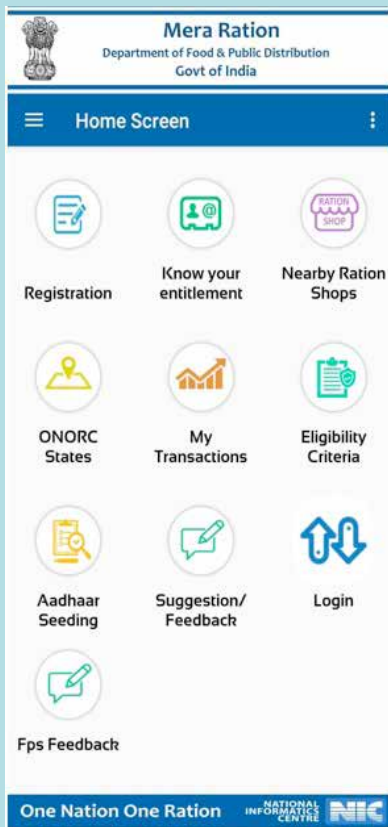 Mera Ration
Department of Food & Public Distribution
Govt of India
Home Screen
RATION
SHOP
Registration
Know your
entitlement
Nearby Ration
Shops
ONORC
States
My
Transactions
Eligibility
Criteria
Aadhaar
Seeding
Suggestion/
Feedback
Login
Fps Feedback
One Nation One Ration
NATIONAL
INFORMATICS
CENTRE
NIC